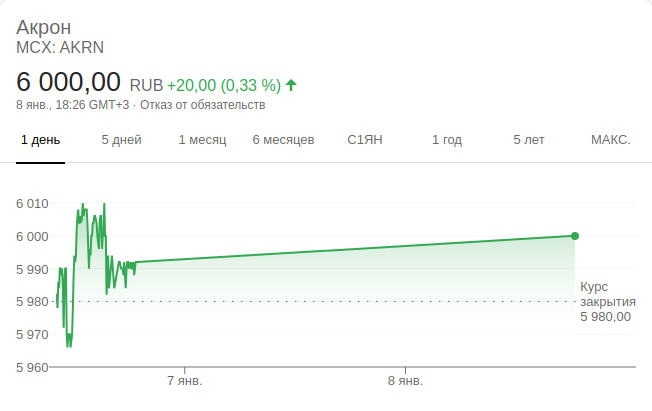 Акрон
MCX: AKRN
6 000,00 RUB +20,00 (0,33 %)
8 янв., 18:26 GMT+3 · Отказ от обязательств
1 день 5 дней 1 месяц 6 месяцев С1ЯН 1 год 5 лет МАКС.
6 010
6 000
5 990
5 980
5 970
5 960
Курс
закрытия
5 980,00
7 янв. 8 янв.